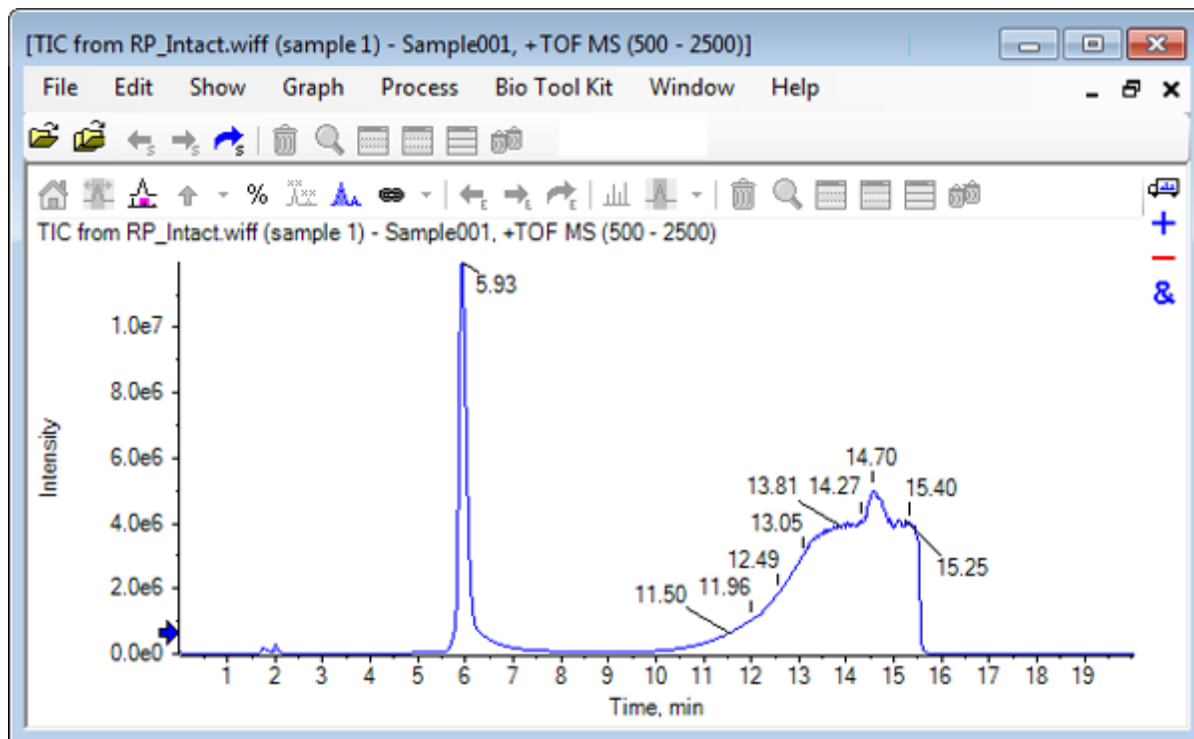 [TIC from RP_Intact.wiff (sample 1) - Sample001, +TOF MS (500 - 2500)]
File Edit Show Graph Process Bio Tool Kit Window Help
S S S
% xx xx E E E
TIC from RP_Intact.wiff (sample 1) - Sample001, +TOF MS (500 - 2500)
&
5.93
1.0e7
8.0e6
6.0e6
4.0e6
2.0e6
0.0e0
Intensity
11.50
11.96
12.49
13.05
13.81
14.27
14.70
15.40
15.25
1 2 3 4 5 6 7 8 9 10 11 12 13 14 15 16 17 18 19
Time, min